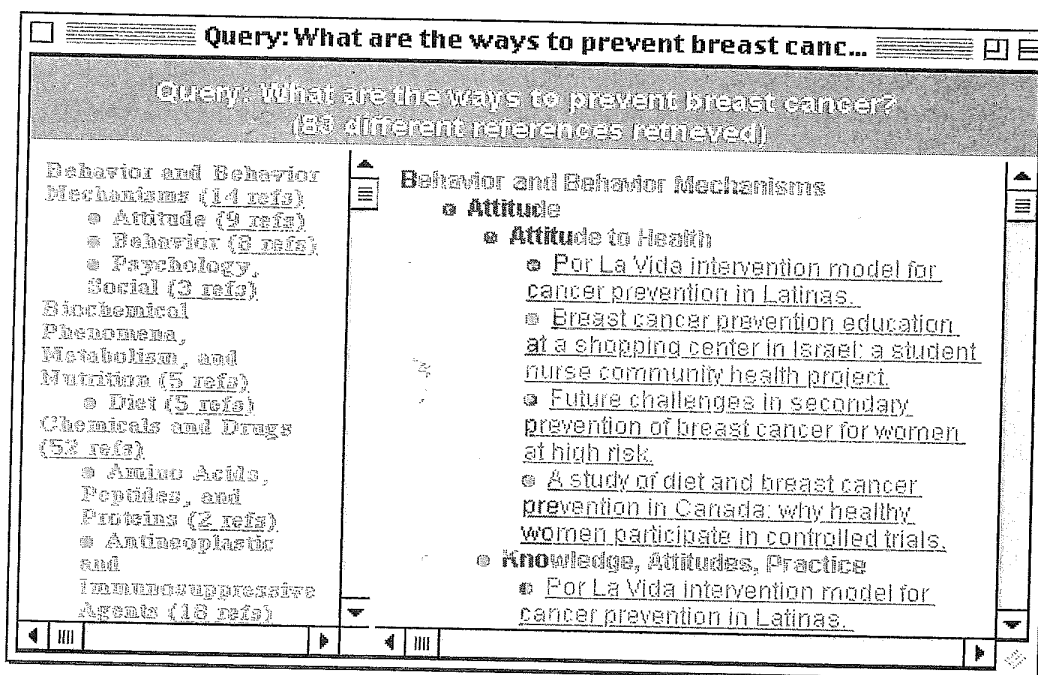 Query: What are the ways to prevent breast canc...
Query: What are the ways to prevent breast cancer?
(83 different references retrieved)
Behavior and Behavior
Mechanisms (14 refs)
Attitude (9 refs)
Behavior (8 refs)
Psychology,
Social (3 refs)
Biochemical
Phenomena,
Metabolism, and
Nutrition (5 refs)
Diet (5 refs)
Chemicals and Drugs
(52 refs)
Amino Acids,
Peptides, and
Proteins (2 refs)
Antineoplastic
and
Immunosuppressive
Agents (18 refs)
Behavior and Behavior Mechanisms
Attitude
Attitude to Health
Por La Vida intervention model for
cancer prevention in Latinas.
Breast cancer prevention education
at a shopping center in Israel: a student
nurse community health project.
Future challenges in secondary
prevention of breast cancer for women
at high risk.
A study of diet and breast cancer
prevention in Canada: why healthy
women participate in controlled trials.
Knowledge, Attitudes, Practice
Por La Vida intervention model for
cancer prevention in Latinas.